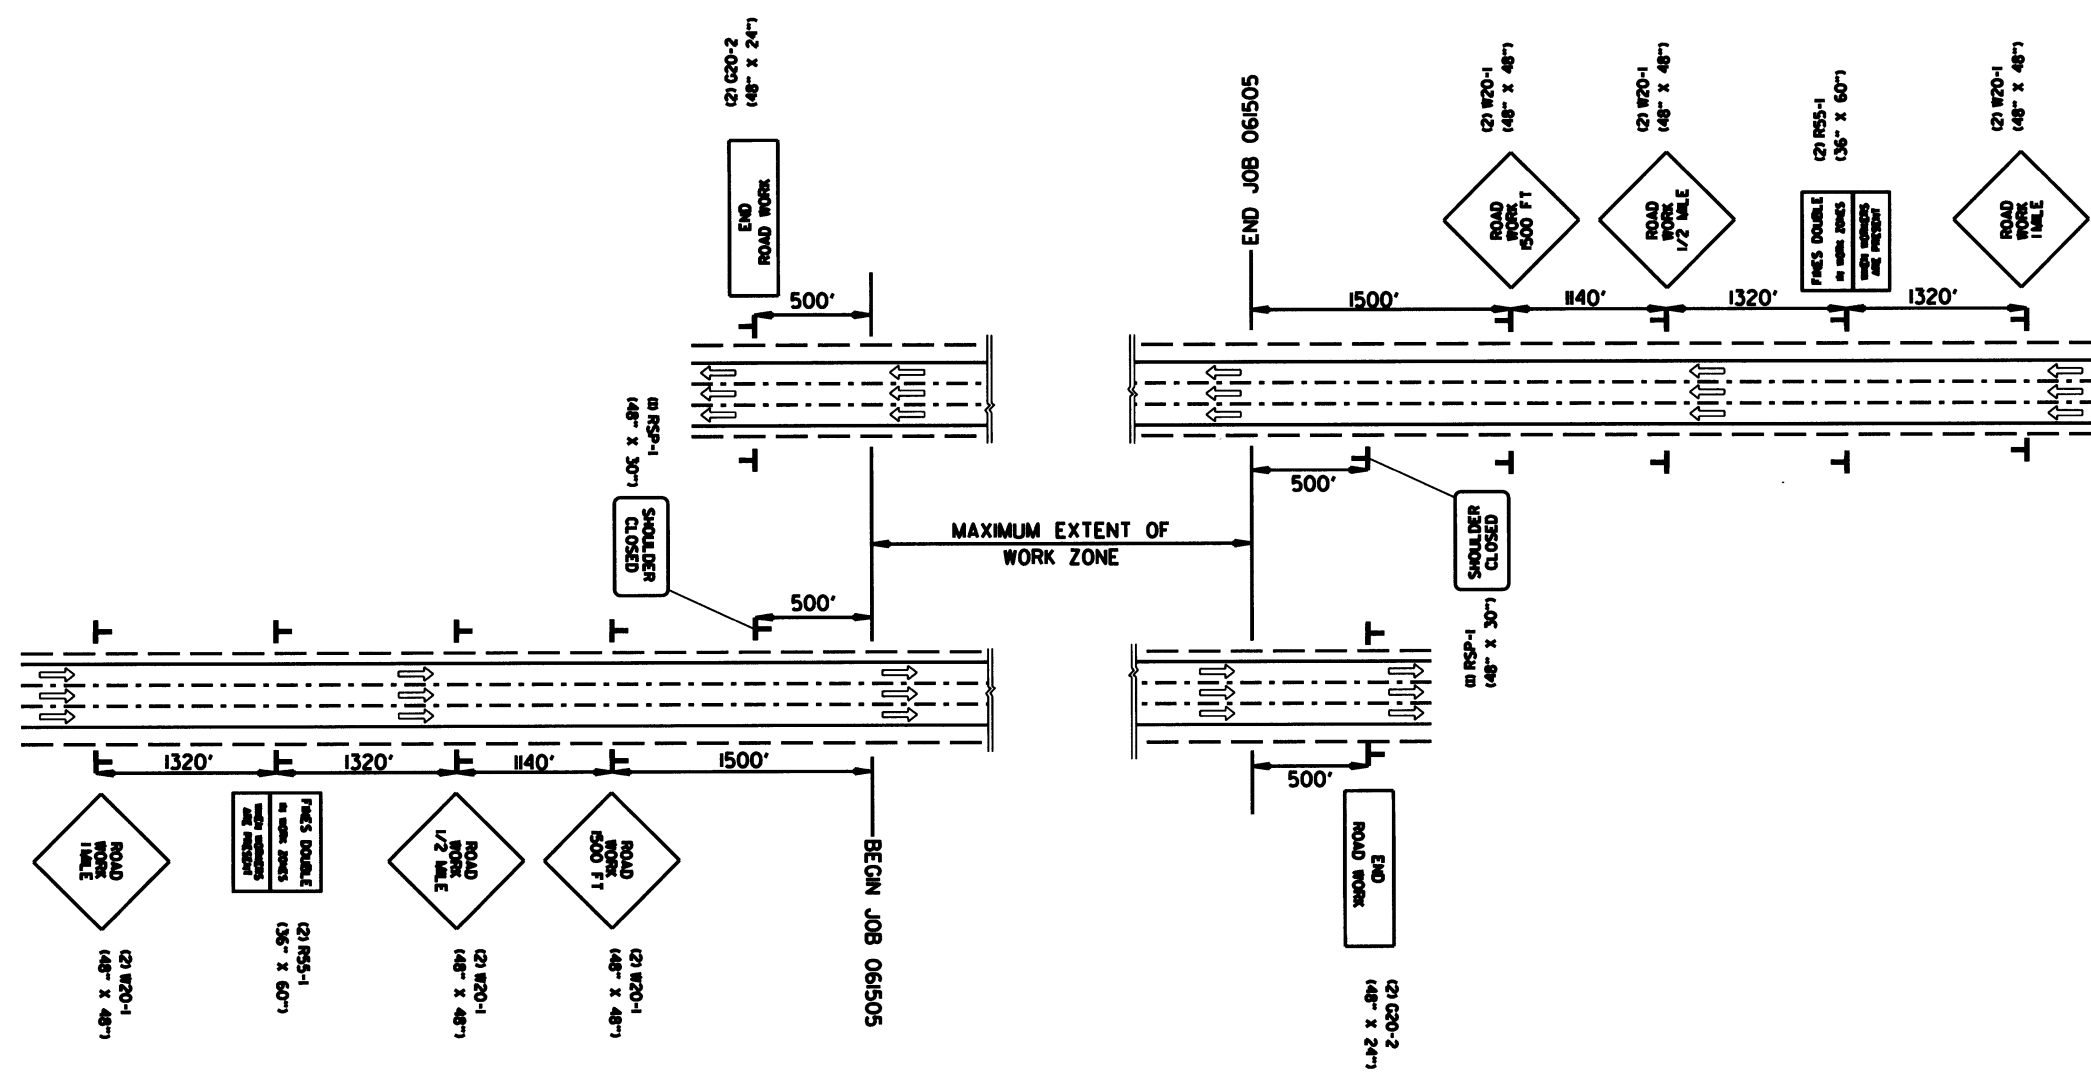 (2) G20-2
(48" X 24")
END
ROAD WORK
500'
END JOB 061505
(2) W20-1
(48" X 48")
ROAD
WORK
1500 FT
(2) W20-1
(48" X 48")
ROAD
WORK
1/2 MILE
(2) R55-1
(36" X 60")
FINES DOUBLE
IN WORK ZONES
WHEN WORKERS
ARE PRESENT
(2) W20-1
(48" X 48")
ROAD
WORK
1 MILE
1500'
1140'
1320'
1320'
(1) RSP-1
(48" X 30")
SHOULDER
CLOSED
500'
MAXIMUM EXTENT OF
WORK ZONE
500'
SHOULDER
CLOSED
(1) RSP-1
(48" X 30")
1320'
1320'
1140'
1500'
500'
ROAD
WORK
1 MILE
(2) W20-1
(48" X 48")
FINES DOUBLE
IN WORK ZONES
WHEN WORKERS
ARE PRESENT
(2) R55-1
(36" X 60")
ROAD
WORK
1/2 MILE
(2) W20-1
(48" X 48")
ROAD
WORK
1500 FT
(2) W20-1
(48" X 48")
BEGIN JOB 061505
END
ROAD WORK
(2) G20-2
(48" X 24")